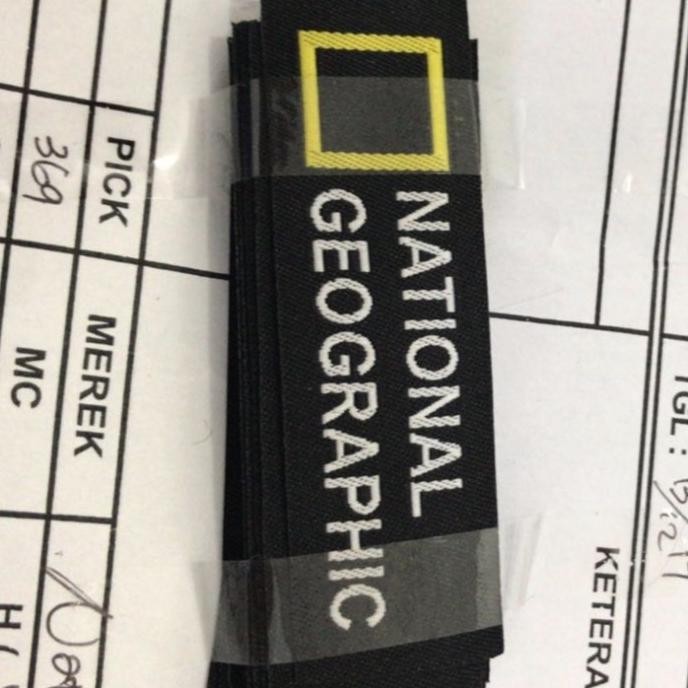 NATIONAL
GEOGRAPHIC
PICK
369
MEREK
MC
TGL :
KETERA